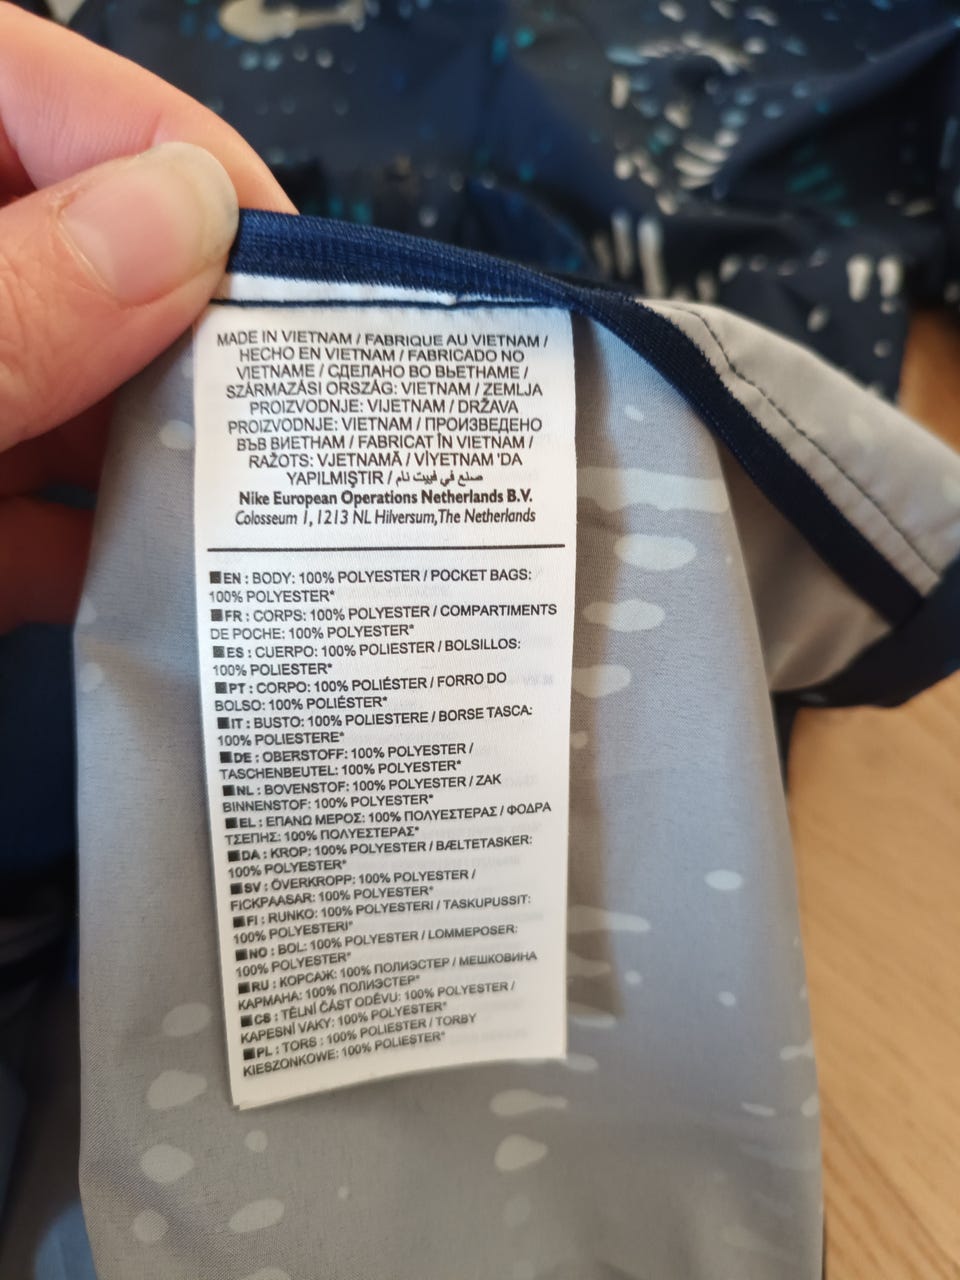 MADE IN VIETNAM / FABRIQUE AU VIETNAM /
HECHO EN VIETNAM / FABRICADO NO
VIETNAME / СДЕЛАНО ВО ВЬЕТНАМЕ /
SZÁRMAZÁSI ORSZÁG: VIETNAM / ZEMLJA
PROIZVODNJE: VIJETNAM / DRŽAVA
PROIZVODNJE: VIETNAM / ПРОИЗВЕДЕНО
ВЪВ ВИЕТНАМ / FABRICAT ÎN VIETNAM /
RAŽOTS: VJETNAMĀ / VİYETNAM 'DA
YAPILMIŞTIR / صنع في فييت نام
Nike European Operations Netherlands B.V.
Colosseum 1, 1213 NL Hilversum, The Netherlands
EN : BODY: 100% POLYESTER / POCKET BAGS:
100% POLYESTER*
FR : CORPS: 100% POLYESTER / COMPARTIMENTS
DE POCHE: 100% POLYESTER*
ES : CUERPO: 100% POLIESTER / BOLSILLOS:
100% POLIESTER*
PT : CORPO: 100% POLIÉSTER / FORRO DO
BOLSO: 100% POLIÉSTER*
IT : BUSTO: 100% POLIESTERE / BORSE TASCA:
100% POLIESTERE*
DE : OBERSTOFF: 100% POLYESTER /
TASCHENBEUTEL: 100% POLYESTER*
NL : BOVENSTOF: 100% POLYESTER / ZAK
BINNENSTOF: 100% POLYESTER*
EL : ΕΠΑΝΩ ΜΕΡΟΣ: 100% ΠΟΛΥΕΣΤΕΡΑΣ / ΦΟΔΡΑ
ΤΣΕΠΗΣ: 100% ΠΟΛΥΕΣΤΕΡΑΣ*
DA : KROP: 100% POLYESTER / BÆLTETASKER:
100% POLYESTER*
SV : ÖVERKROPP: 100% POLYESTER /
FICKPAASAR: 100% POLYESTER*
FI : RUNKO: 100% POLYESTERI / TASKUPUSSIT:
100% POLYESTERI*
NO : BOL: 100% POLYESTER / LOMMEPOSER:
100% POLYESTER*
RU : КОРСАЖ: 100% ПОЛИЭСТЕР / МЕШКОВИНА
КАРМАНА: 100% ПОЛИЭСТЕР*
CS : TĚLNÍ ČÁST ODĚVU: 100% POLYESTER /
KAPESNÍ VAKY: 100% POLYESTER*
PL : TORS : 100% POLIESTER / TORBY
KIESZONKOWE: 100% POLIESTER*